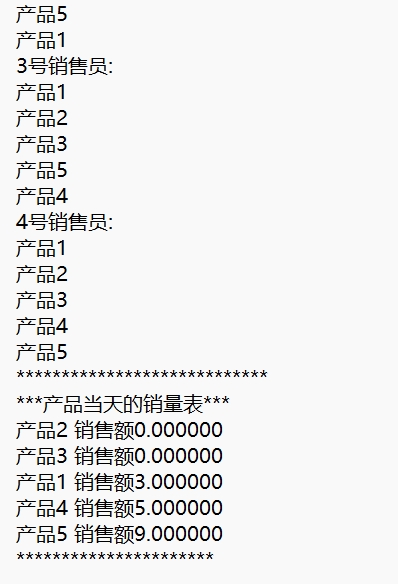 产品5
产品1
3号销售员:
产品1
产品2
产品3
产品5
产品4
4号销售员:
产品1
产品2
产品3
产品4
产品5
****************************
***产品当天的销量表***
产品2 销售额0.000000
产品3 销售额0.000000
产品1 销售额3.000000
产品4 销售额5.000000
产品5 销售额9.000000
**********************